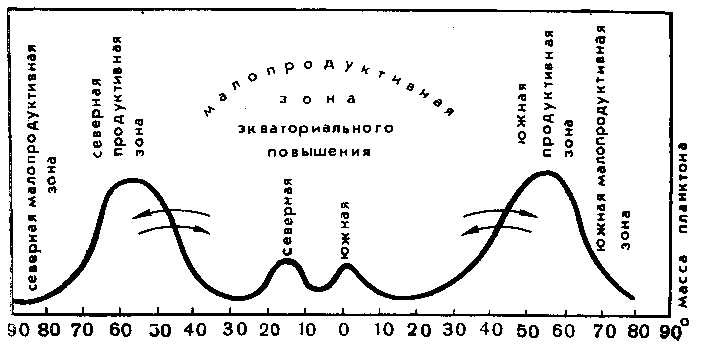 северная малопродуктивная
зона
северная
продуктивная
зона
малопродуктивная
зона
экваториального
повышения
северная
южная
южная
продуктивная
зона
южная малопродуктивная
зона
масса планктона
90 80 70 60 50 40 30 20 10 0 10 20 30 40 50 60 70 80 90°